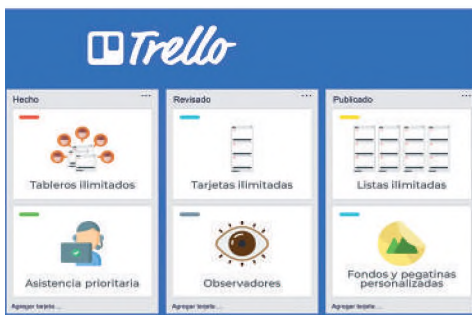 Trello
Hecho
Tableros ilimitados
Asistencia prioritaria
Agregar tarjeta ...
Revisado
Tarjetas ilimitadas
Observadores
Agregar tarjeta ...
Publicado
Listas ilimitadas
Fondos y pegatinas
personalizadas
Agregar tarjeta ...